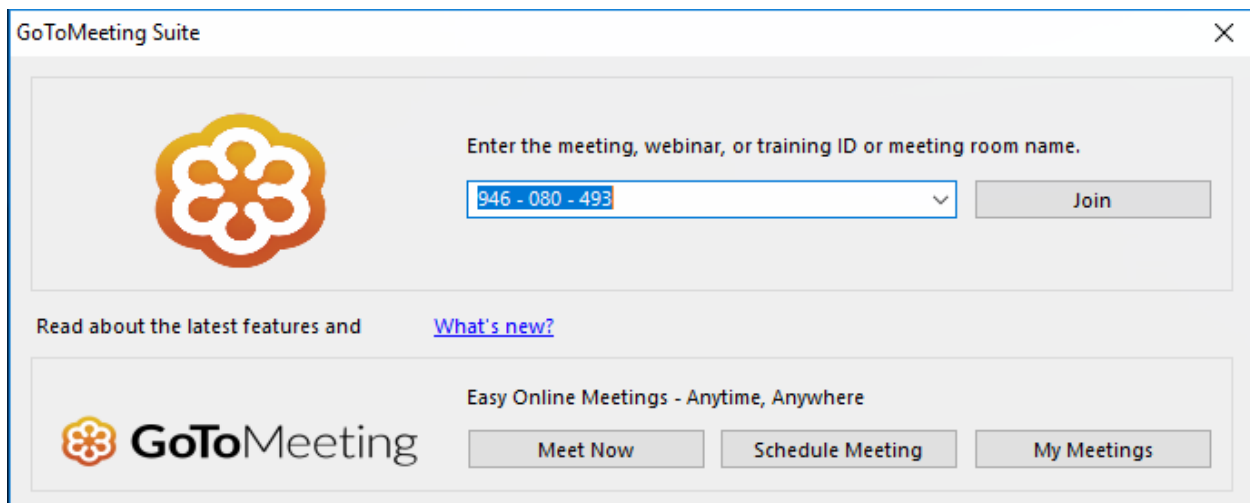 GoToMeeting Suite
Enter the meeting, webinar, or training ID or meeting room name.
946 - 080 - 493
Join
Read about the latest features and What's new?
Easy Online Meetings - Anytime, Anywhere
GoToMeeting
Meet Now
Schedule Meeting
My Meetings